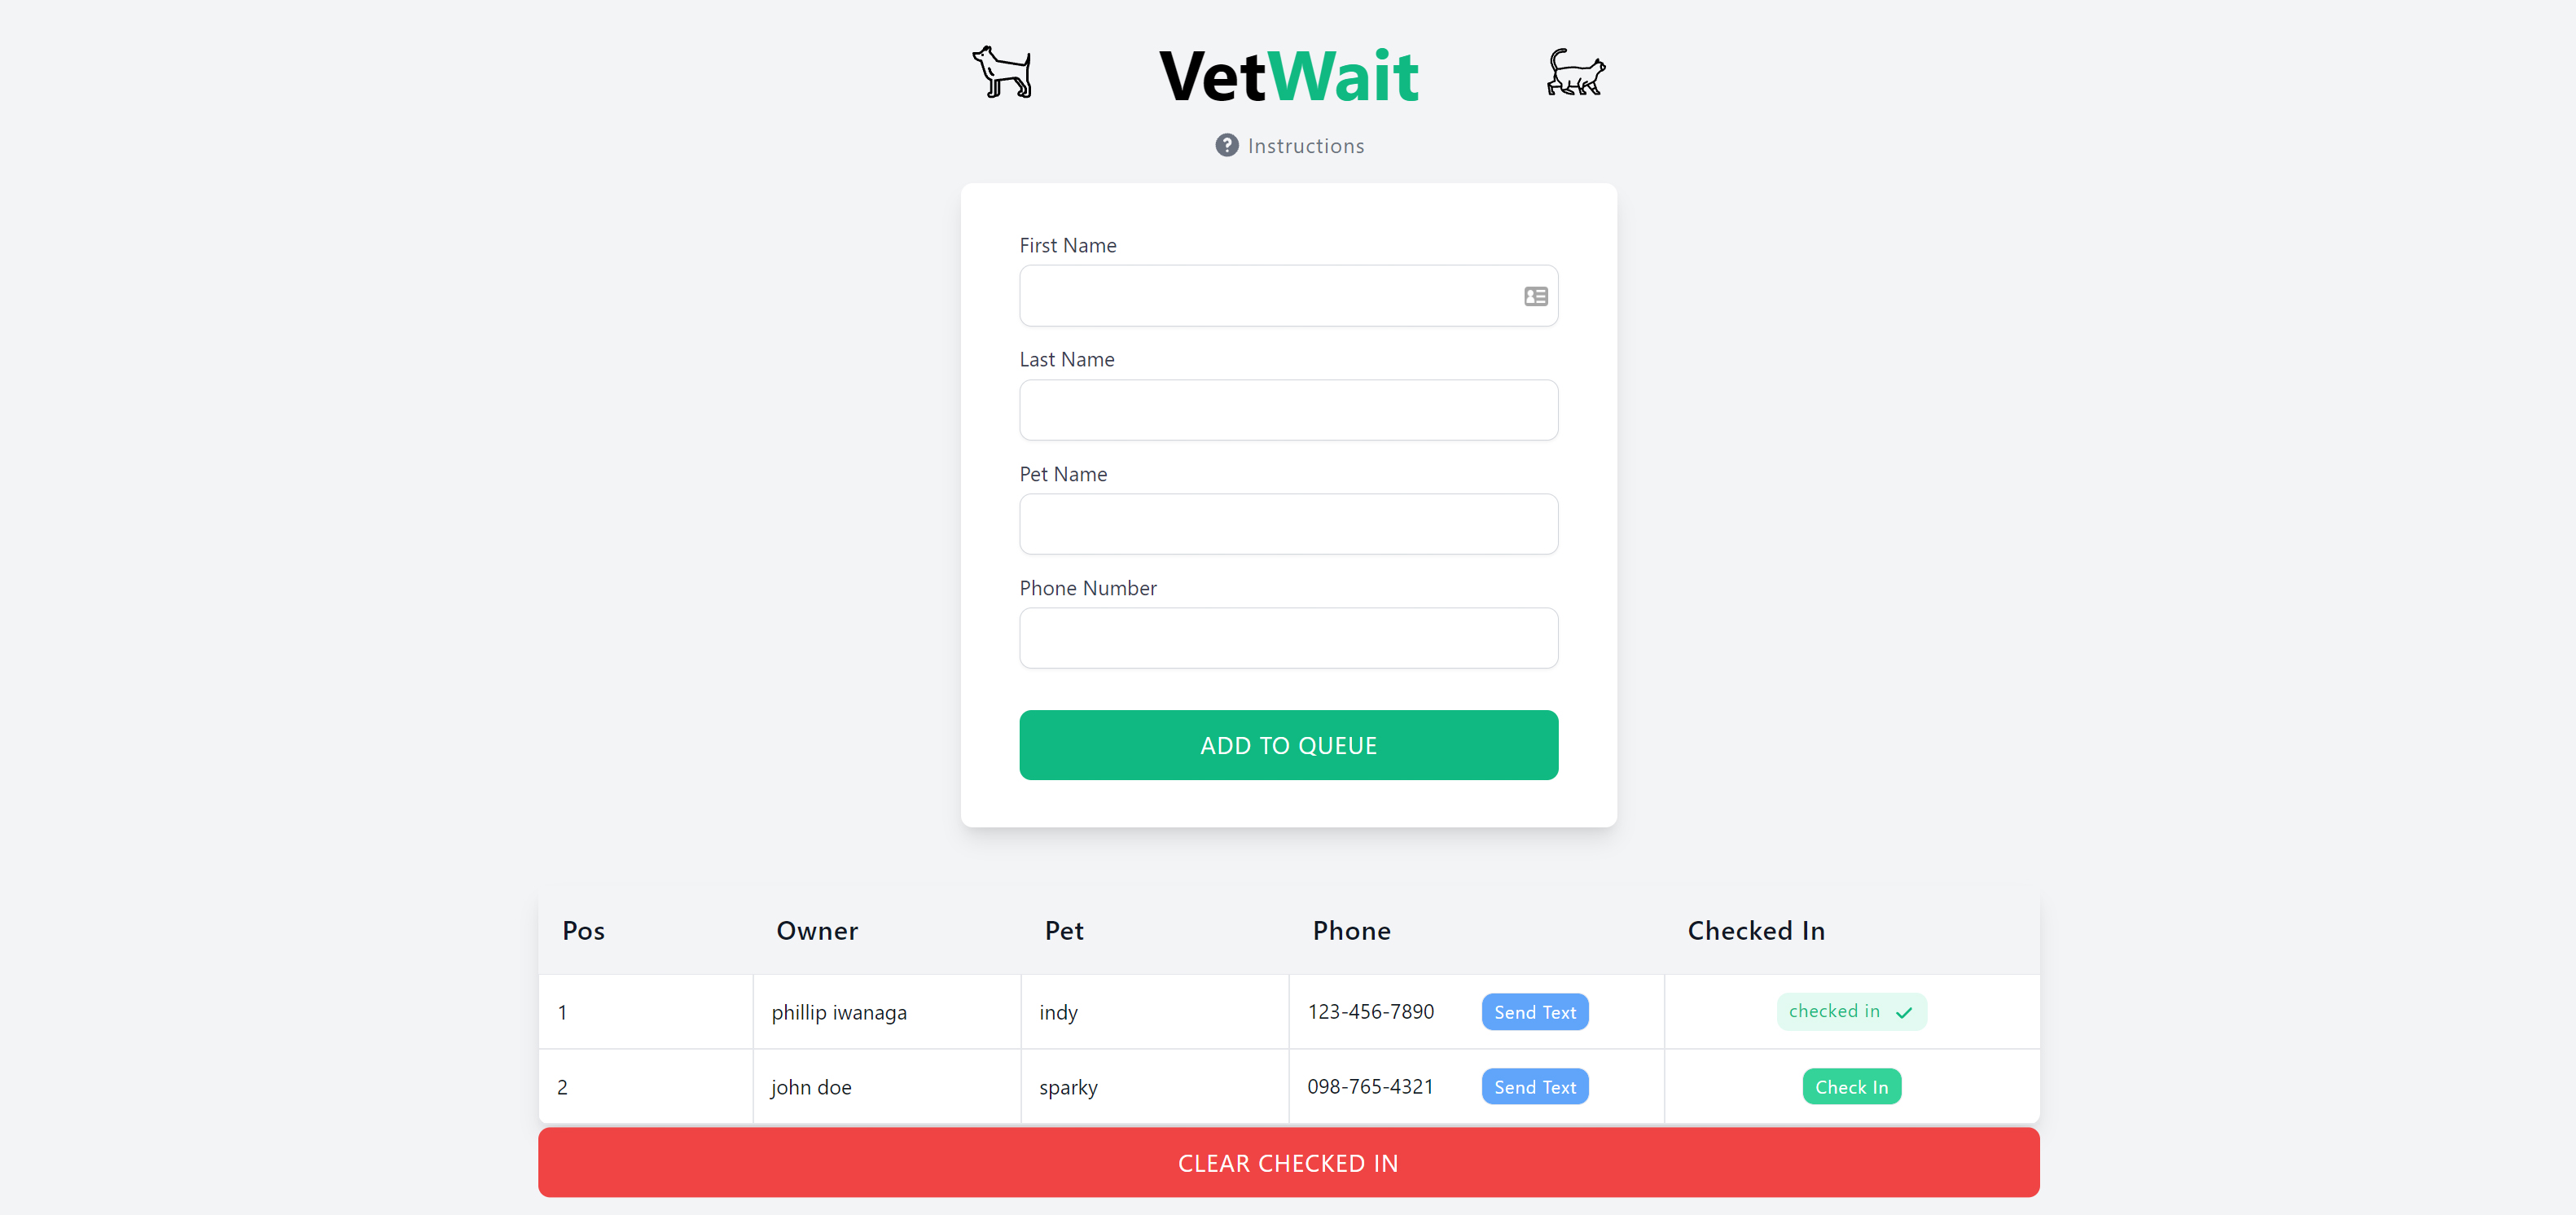 VetWait
Instructions
First Name
Last Name
Pet Name
Phone Number
ADD TO QUEUE
Pos Owner Pet Phone Checked In
1 phillip iwanaga indy 123-456-7890 Send Text checked in
2 john doe sparky 098-765-4321 Send Text Check In
CLEAR CHECKED IN